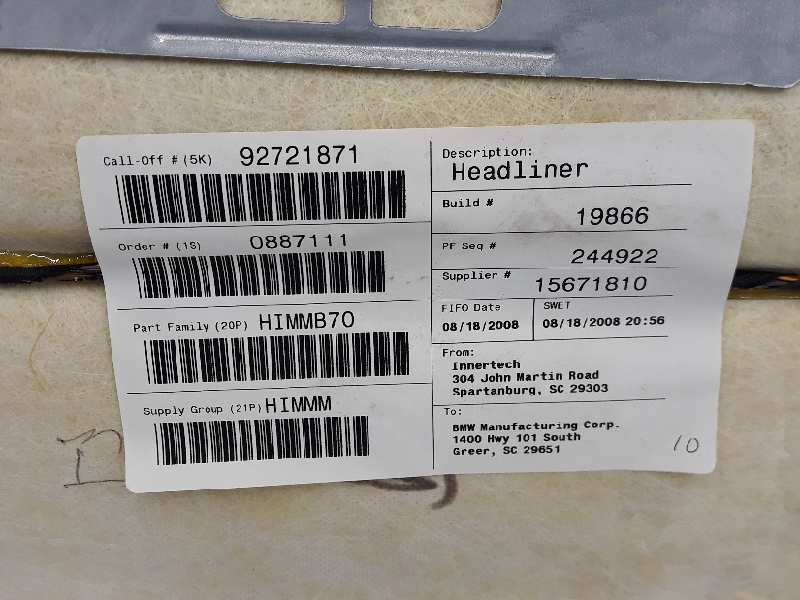 Call-Off # (5K) 92721871
Order # (1S) 0887111
Part Family (20P) HIMMB70
Supply Group (21P) HIMMM
Description:
Headliner
Build #
19866
PF Seq #
244922
Supplier #
15671810
FIFO Date
08/18/2008
SWET
08/18/2008 20:56
From:
Innertech
304 John Martin Road
Spartanburg, SC 29303
To:
BMW Manufacturing Corp.
1400 Hwy 101 South
Greer, SC 29651
10